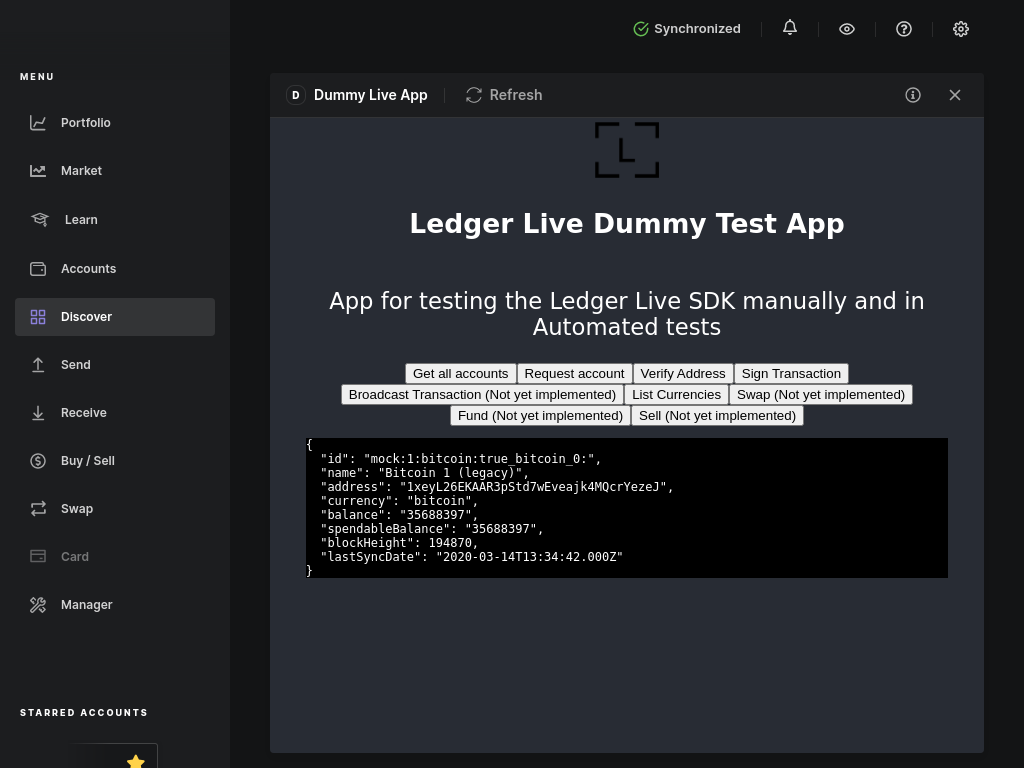 Synchronized
MENU
Portfolio
Market
Learn
Accounts
Discover
Send
Receive
Buy / Sell
Swap
Card
Manager
STARRED ACCOUNTS
D Dummy Live App
Refresh
L
Ledger Live Dummy Test App
App for testing the Ledger Live SDK manually and in
Automated tests
Get all accounts Request account Verify Address Sign Transaction
Broadcast Transaction (Not yet implemented) List Currencies Swap (Not yet implemented)
Fund (Not yet implemented) Sell (Not yet implemented)
{
  "id": "mock:1:bitcoin:true_bitcoin_0:",
  "name": "Bitcoin 1 (legacy)",
  "address": "1xeyL26EKAAR3pStd7wEveajk4MQcrYezeJ",
  "currency": "bitcoin",
  "balance": "35688397",
  "spendableBalance": "35688397",
  "blockHeight": 194870,
  "lastSyncDate": "2020-03-14T13:34:42.000Z"
}